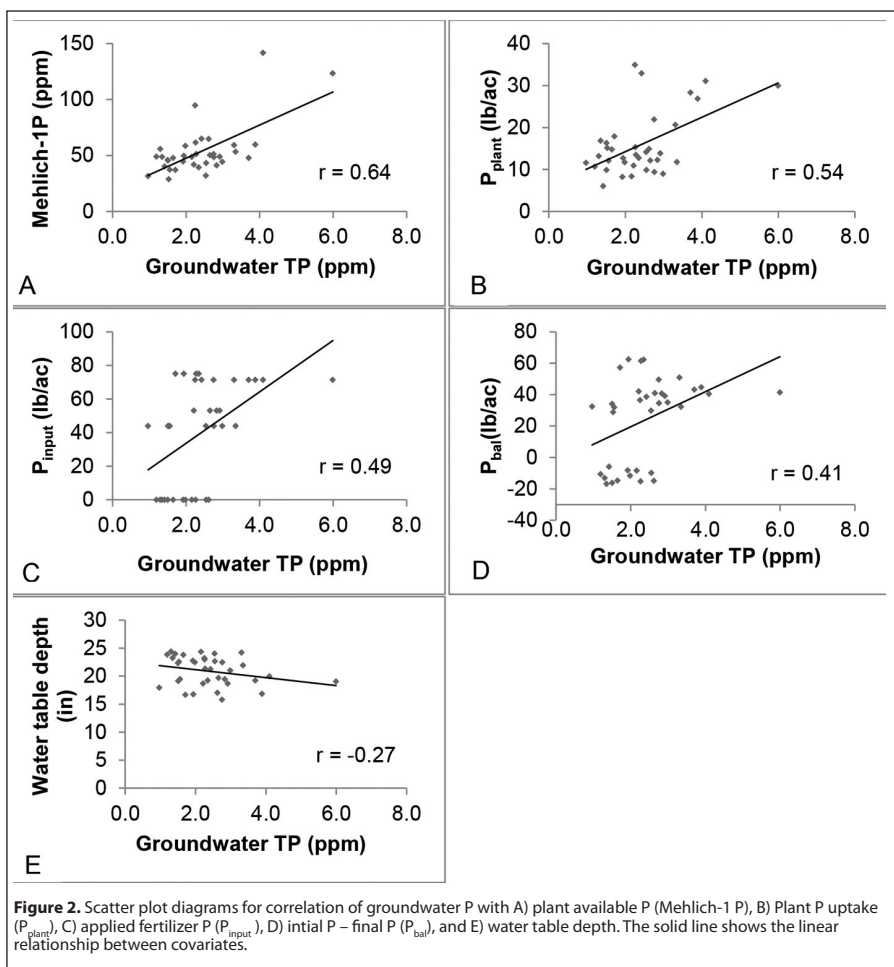 150
100
50
0
Mehlich-1P (ppm)
0.0 2.0 4.0 6.0 8.0
Groundwater TP (ppm)
r = 0.64
A
40
30
20
10
0
P_plant (lb/ac)
0.0 2.0 4.0 6.0 8.0
Groundwater TP (ppm)
r = 0.54
B
100
80
60
40
20
0
P_input (lb/ac)
0.0 2.0 4.0 6.0 8.0
Groundwater TP (ppm)
r = 0.49
C
80
60
40
20
0
-20
-40
P_bal(lb/ac)
0.0 2.0 4.0 6.0 8.0
Groundwater TP (ppm)
r = 0.41
D
30
25
20
15
10
5
0
Water table depth
(in)
0.0 2.0 4.0 6.0 8.0
Groundwater TP (ppm)
r = -0.27
E
Figure 2. Scatter plot diagrams for correlation of groundwater P with A) plant available P (Mehlich-1 P), B) Plant P uptake
(P_plant), C) applied fertilizer P (P_input ), D) intial P – final P (P_bal), and E) water table depth. The solid line shows the linear
relationship between covariates.